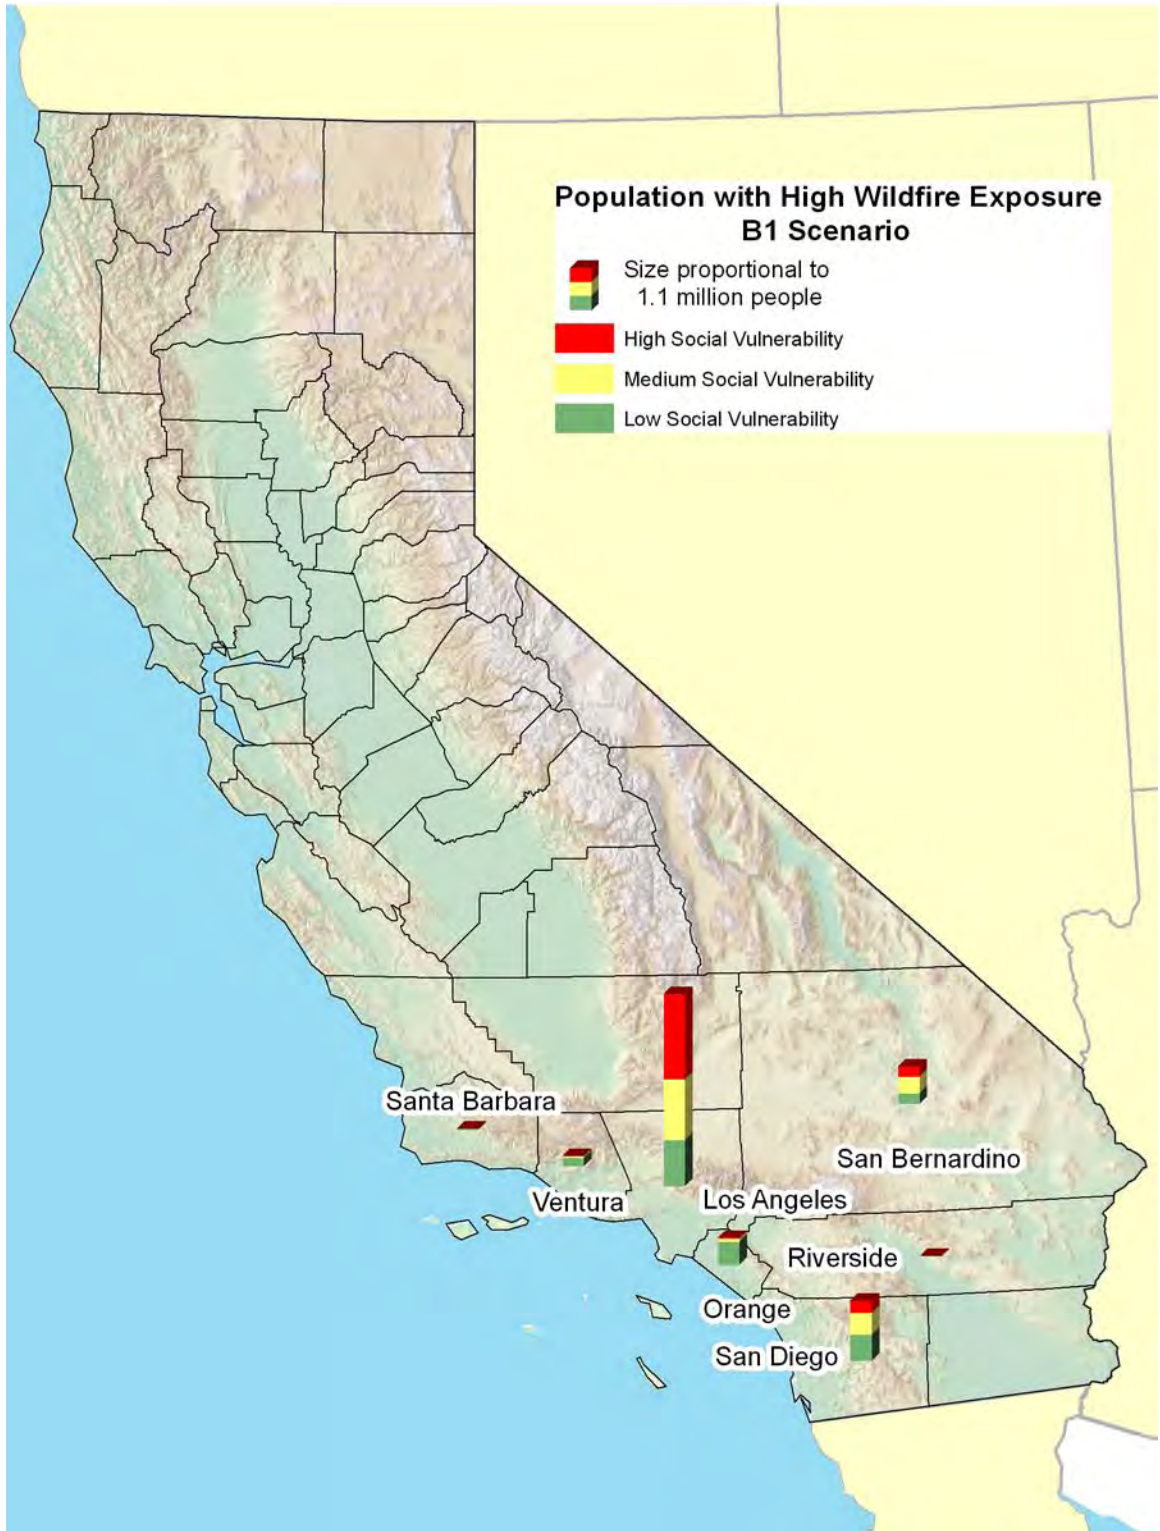 Population with High Wildfire Exposure
B1 Scenario
Size proportional to
1.1 million people
High Social Vulnerability
Medium Social Vulnerability
Low Social Vulnerability
Santa Barbara
San Bernardino
Ventura
Los Angeles
Riverside
Orange
San Diego